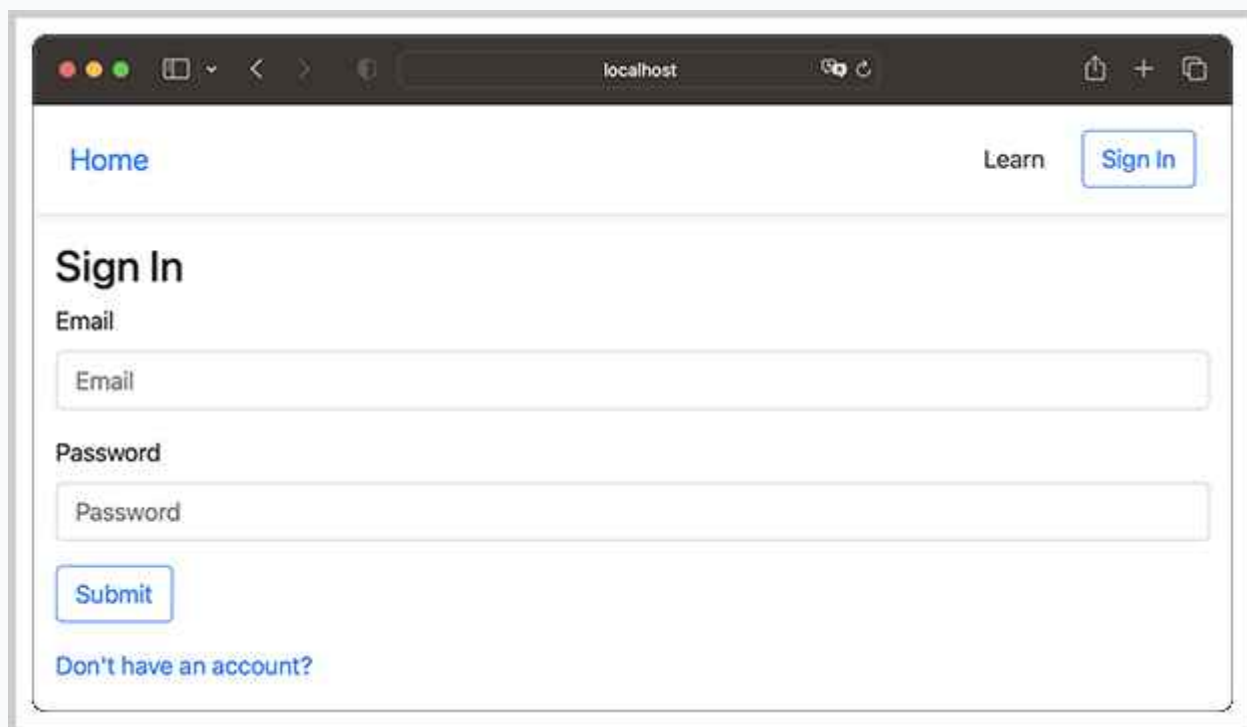 localhost
Home Learn Sign In
Sign In
Email
Email
Password
Password
Submit
Don't have an account?